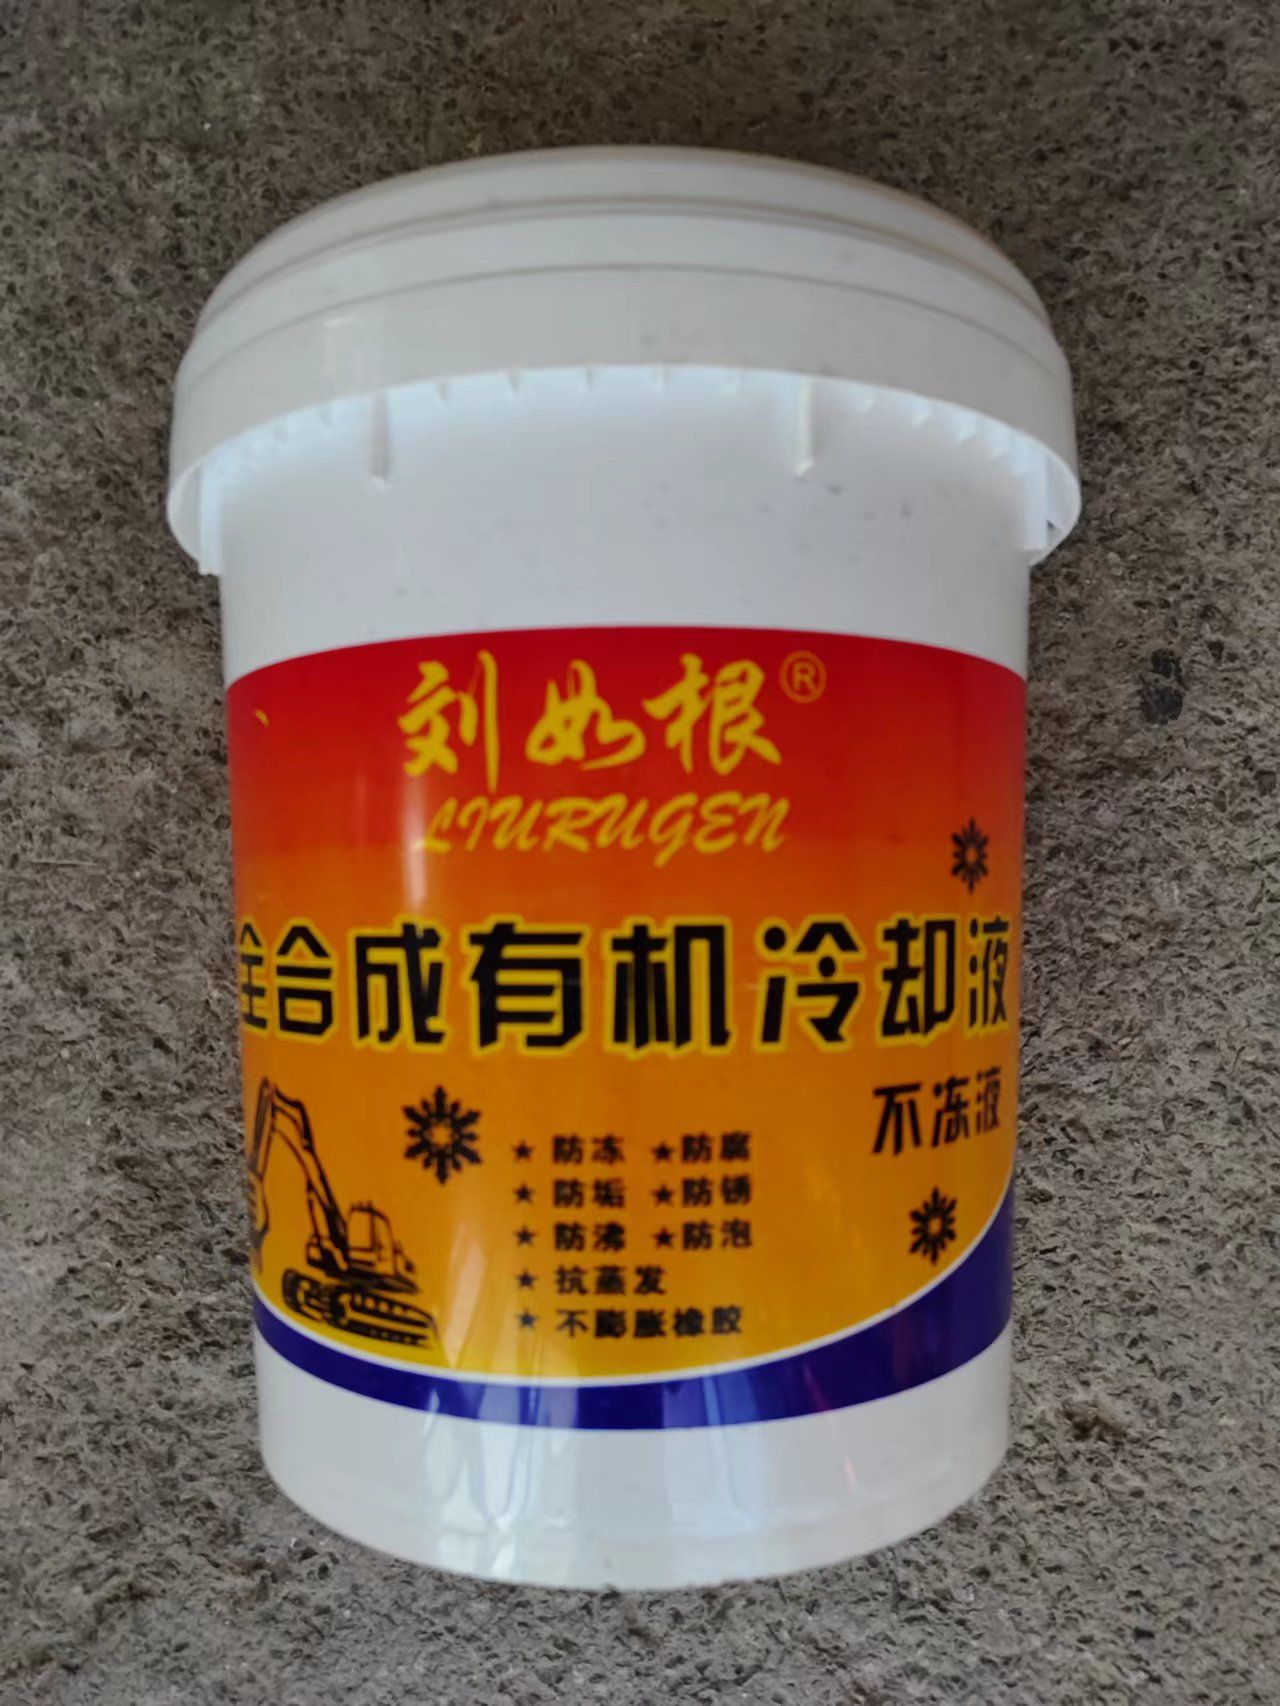 刘如根®
LIURUGEN
全合成有机冷却液
不冻液
★ 防冻 ★防腐
★ 防垢 ★防锈
★ 防沸 ★防泡
★ 抗蒸发
★ 不膨胀橡胶